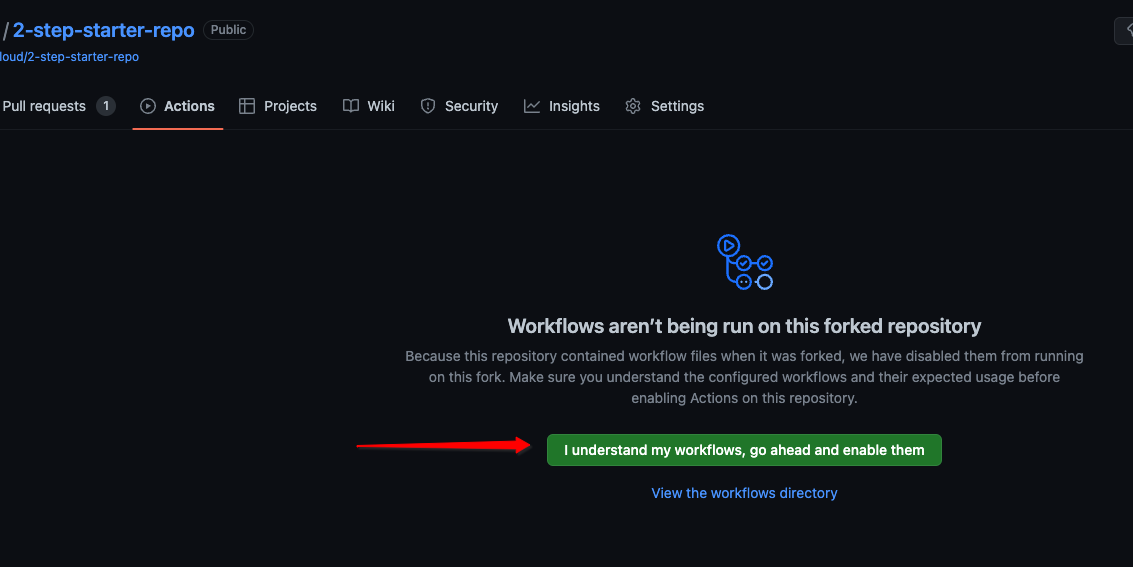 / 2-step-starter-repo Public
loud/2-step-starter-repo
Pull requests 1 Actions Projects Wiki Security Insights Settings
Workflows aren’t being run on this forked repository
Because this repository contained workflow files when it was forked, we have disabled them from running
on this fork. Make sure you understand the configured workflows and their expected usage before
enabling Actions on this repository.
I understand my workflows, go ahead and enable them
View the workflows directory